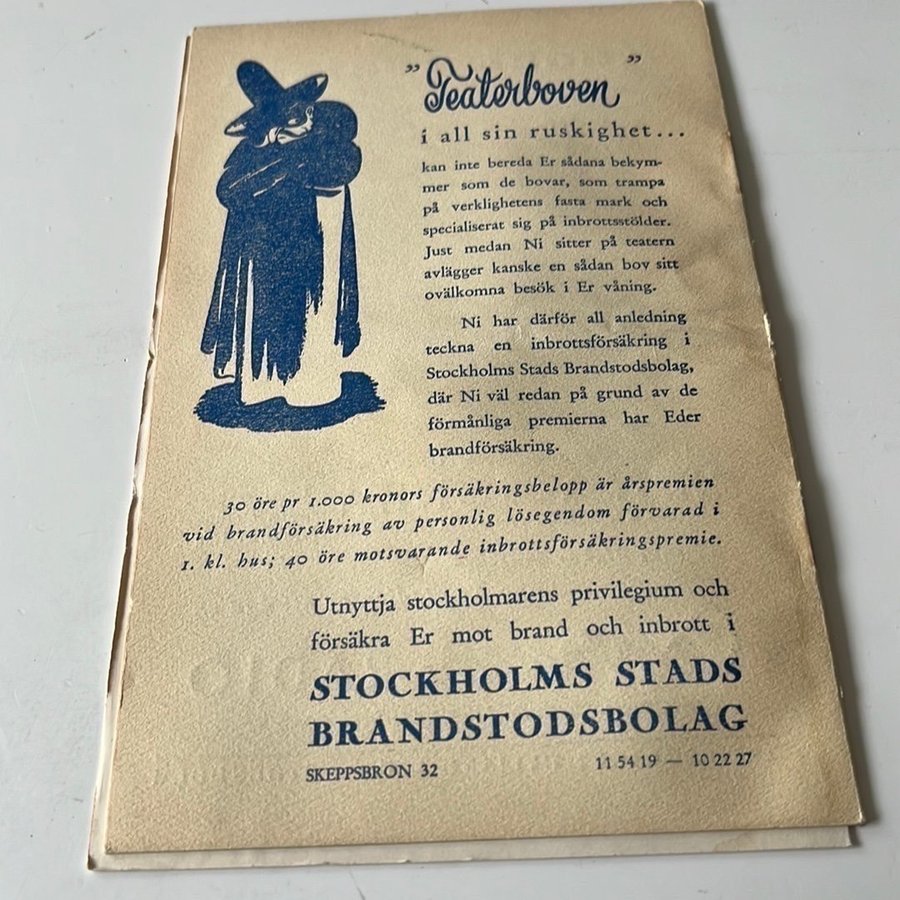 ”Teaterboven”
i all sin ruskighet...
kan inte bereda Er sådana bekym-
mer som de bovar, som trampa
på verklighetens fasta mark och
specialiserat sig på inbrottsstölder.
Just medan Ni sitter på teatern
avlägger kanske en sådan bov sitt
ovälkomna besök i Er våning.
Ni har därför all anledning
teckna en inbrottsförsäkring i
Stockholms Stads Brandstodsbolag,
där Ni väl redan på grund av de
förmånliga premierna har Eder
brandförsäkring.
30 öre pr 1.000 kronors försäkringsbelopp är årspremien
vid brandförsäkring av personlig lösegendom förvarad i
1. kl. hus; 40 öre motsvarande inbrottsförsäkringspremie.
Utnyttja stockholmarens privilegium och
försäkra Er mot brand och inbrott i
STOCKHOLMS STADS
BRANDSTODSBOLAG
SKEPPSBRON 32 11 54 19 — 10 22 27